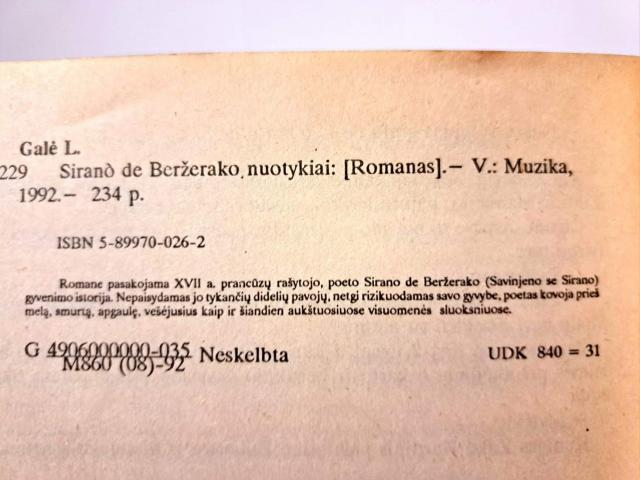 Galė L.
229 Siranò de Beržerako nuotykiai: [Romanas].— V.: Muzika,
1992.— 234 p.
ISBN 5-89970-026-2
Romane pasakojama XVII a. prancūzų rašytojo, poeto Sirano de Beržerako (Savinjeno se Sirano)
gyvenimo istorija. Nepaisydamas jo tykančių didelių pavojų, netgi rizikuodamas savo gyvybe, poetas kovoja prieš
melą, smurtą, apgaulę, vešėjusius kaip ir šiandien aukštuosiuose visuomenės sluoksniuose.
G 4906000000-035 Neskelbta UDK 840 = 31
M860 (08)-92